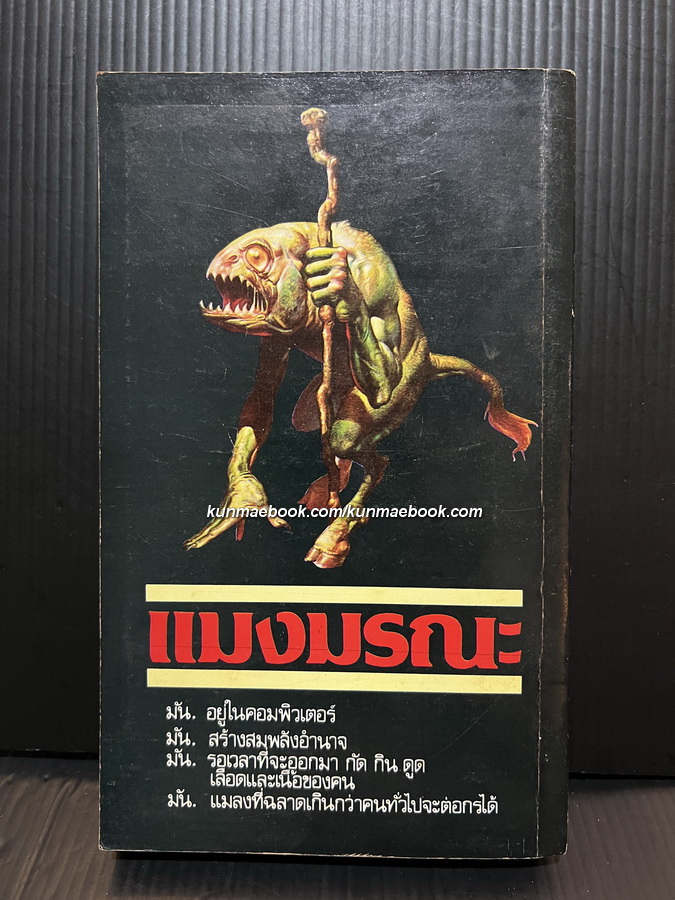 kunmaebook.com/kunmaebook.com
แมงมรณะ
มัน. อยู่ในคอมพิวเตอร์
มัน. สร้างสมพลังอำนาจ
มัน. รอเวลาที่จะออกมา กัด กิน ดูด
เลือดและเนื้อของคน
มัน. แมลงที่ฉลาดเกินกว่าคนทั่วไปจะต่อกรได้